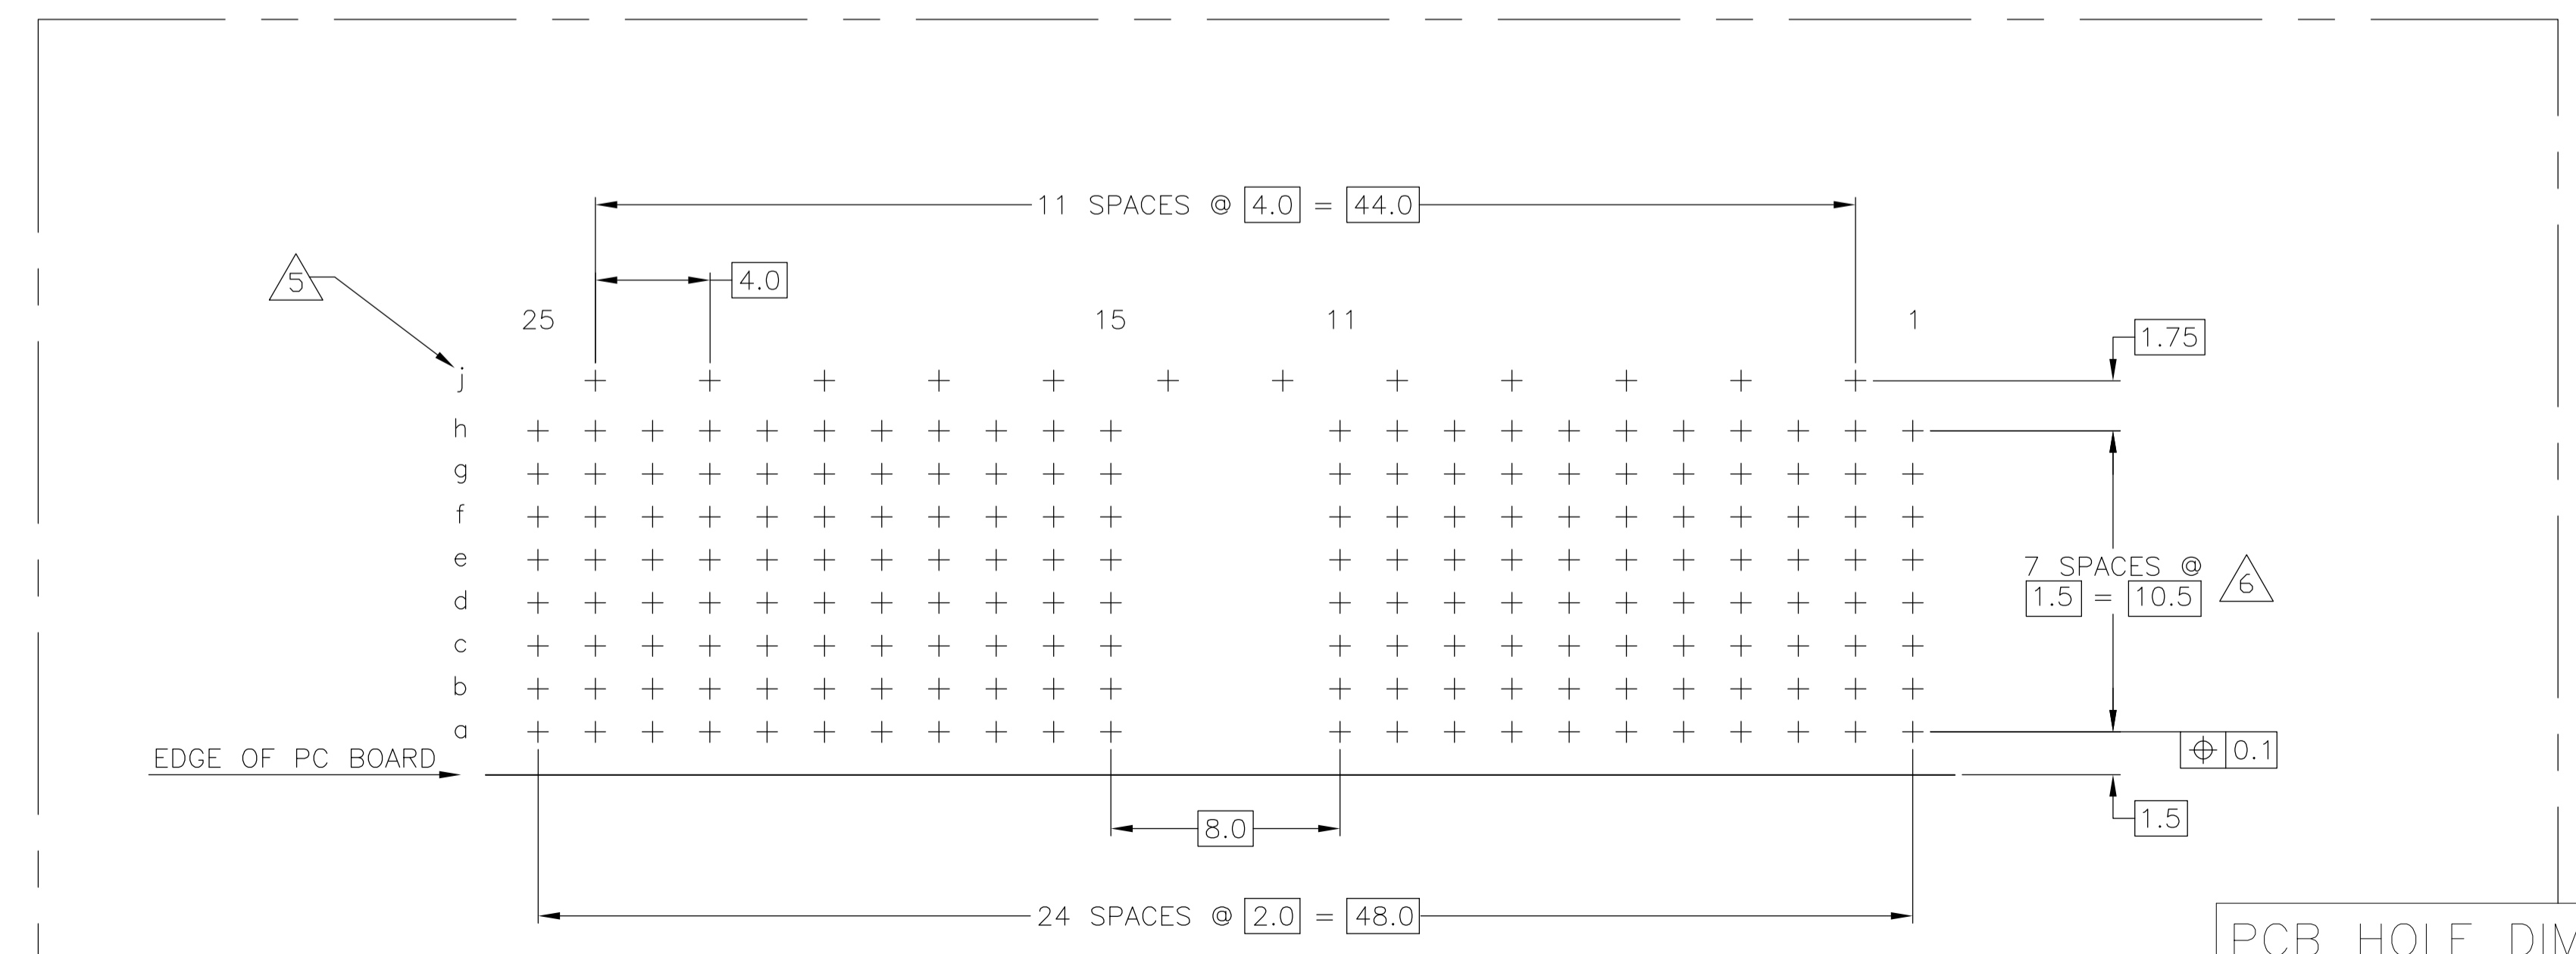 11 SPACES @ 4.0 = 44.0
5
4.0
25 15 11 1
1.75
j
h
g
f
e
7 SPACES @ 6
1.5 = 10.5
d
c
b
a
EDGE OF PC BOARD
0.1
1.5
8.0
24 SPACES @ 2.0 = 48.0
PCB HOLE DIM